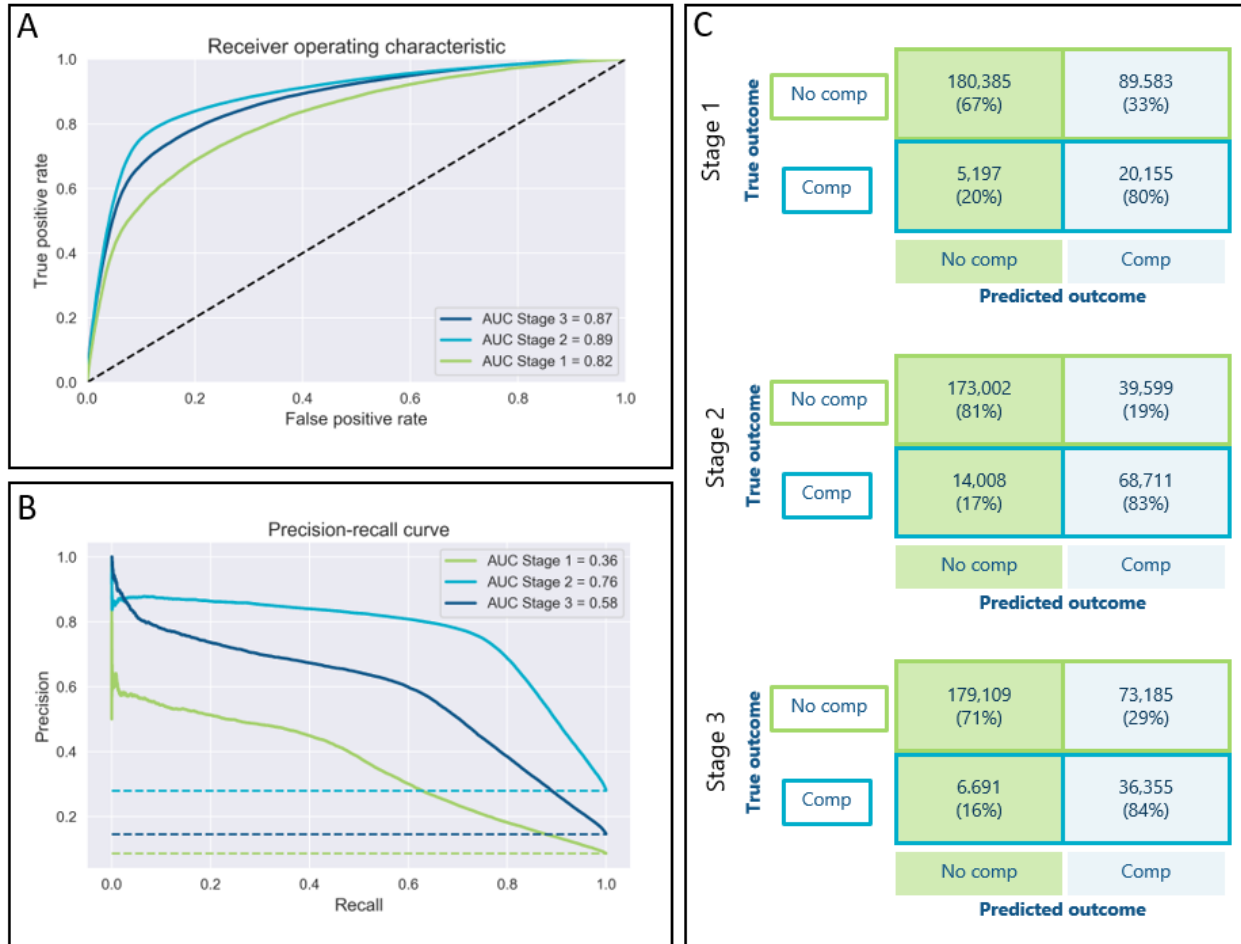 A
Receiver operating characteristic
1.0
0.8
0.6
0.4
0.2
0.0
True positive rate
AUC Stage 3 = 0.87
AUC Stage 2 = 0.89
AUC Stage 1 = 0.82
0.0 0.2 0.4 0.6 0.8 1.0
False positive rate
B
Precision-recall curve
1.0
0.8
0.6
0.4
0.2
Precision
AUC Stage 1 = 0.36
AUC Stage 2 = 0.76
AUC Stage 3 = 0.58
0.0 0.2 0.4 0.6 0.8 1.0
Recall
C
Stage 1
True outcome
No comp
180,385 89.583
(67%) (33%)
Comp
5,197 20,155
(20%) (80%)
No comp Comp
Predicted outcome
Stage 2
True outcome
No comp
173,002 39,599
(81%) (19%)
Comp
14,008 68,711
(17%) (83%)
No comp Comp
Predicted outcome
Stage 3
True outcome
No comp
179,109 73,185
(71%) (29%)
Comp
6.691 36,355
(16%) (84%)
No comp Comp
Predicted outcome